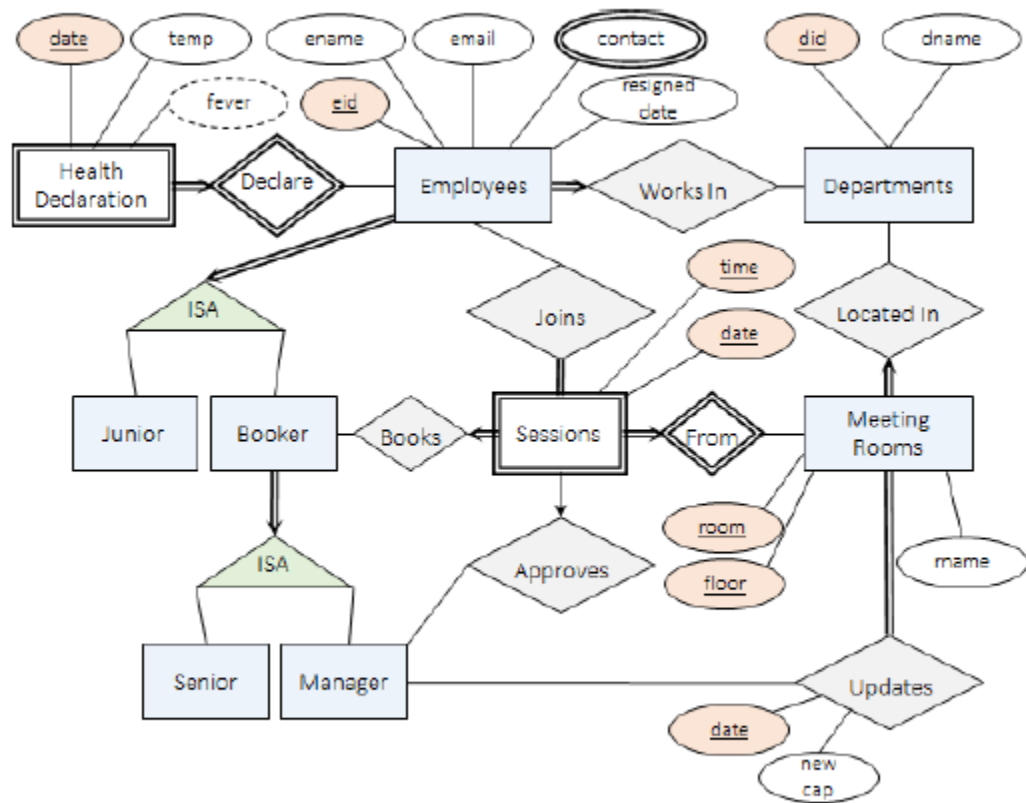 date
temp
ename
email
contact
did
dname
fever
eid
resigned
date
Health
Declaration
Declare
Employees
Works In
Departments
time
ISA
Joins
date
Located In
Junior
Booker
Books
Sessions
From
Meeting
Rooms
room
ISA
Approves
floor
rname
Senior
Manager
Updates
date
new
cap